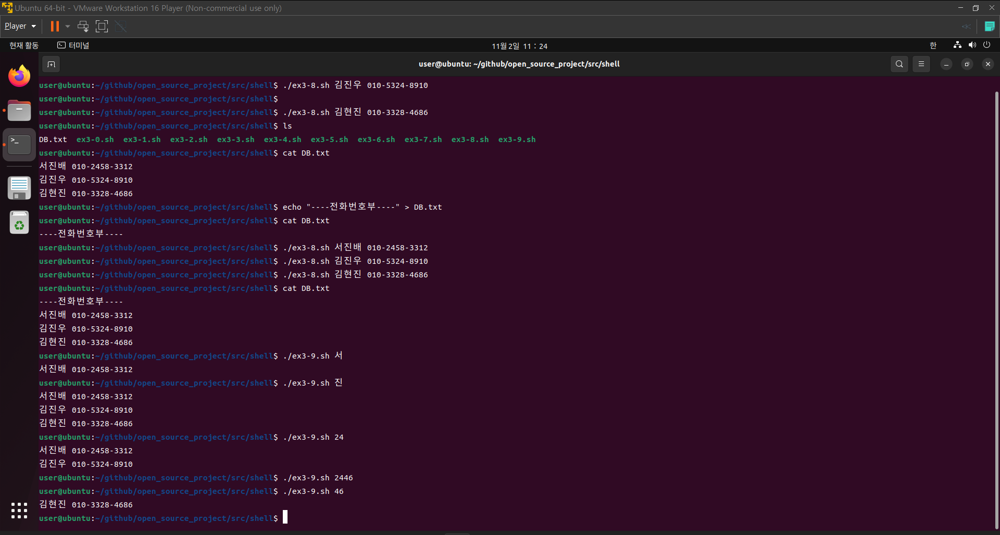 Ubuntu 64-bit - VMware Workstation 16 Player (Non-commercial use only)
Player
현재 활동 터미널 11월 2일 11 : 24 한
user@ubuntu: ~/github/open_source_project/src/shell
user@ubuntu:~/github/open_source_project/src/shell$ ./ex3-8.sh 김진우 010-5324-8910
user@ubuntu:~/github/open_source_project/src/shell$
user@ubuntu:~/github/open_source_project/src/shell$ ./ex3-8.sh 김현진 010-3328-4686
user@ubuntu:~/github/open_source_project/src/shell$ ls
DB.txt ex3-0.sh ex3-1.sh ex3-2.sh ex3-3.sh ex3-4.sh ex3-5.sh ex3-6.sh ex3-7.sh ex3-8.sh ex3-9.sh
user@ubuntu:~/github/open_source_project/src/shell$ cat DB.txt
서진배 010-2458-3312
김진우 010-5324-8910
김현진 010-3328-4686
user@ubuntu:~/github/open_source_project/src/shell$ echo "----전화번호부----" > DB.txt
user@ubuntu:~/github/open_source_project/src/shell$ cat DB.txt
----전화번호부----
user@ubuntu:~/github/open_source_project/src/shell$ ./ex3-8.sh 서진배 010-2458-3312
user@ubuntu:~/github/open_source_project/src/shell$ ./ex3-8.sh 김진우 010-5324-8910
user@ubuntu:~/github/open_source_project/src/shell$ ./ex3-8.sh 김현진 010-3328-4686
user@ubuntu:~/github/open_source_project/src/shell$ cat DB.txt
----전화번호부----
서진배 010-2458-3312
김진우 010-5324-8910
김현진 010-3328-4686
user@ubuntu:~/github/open_source_project/src/shell$ ./ex3-9.sh 서
서진배 010-2458-3312
user@ubuntu:~/github/open_source_project/src/shell$ ./ex3-9.sh 진
서진배 010-2458-3312
김진우 010-5324-8910
김현진 010-3328-4686
user@ubuntu:~/github/open_source_project/src/shell$ ./ex3-9.sh 24
서진배 010-2458-3312
김진우 010-5324-8910
user@ubuntu:~/github/open_source_project/src/shell$ ./ex3-9.sh 2446
user@ubuntu:~/github/open_source_project/src/shell$ ./ex3-9.sh 46
김현진 010-3328-4686
user@ubuntu:~/github/open_source_project/src/shell$